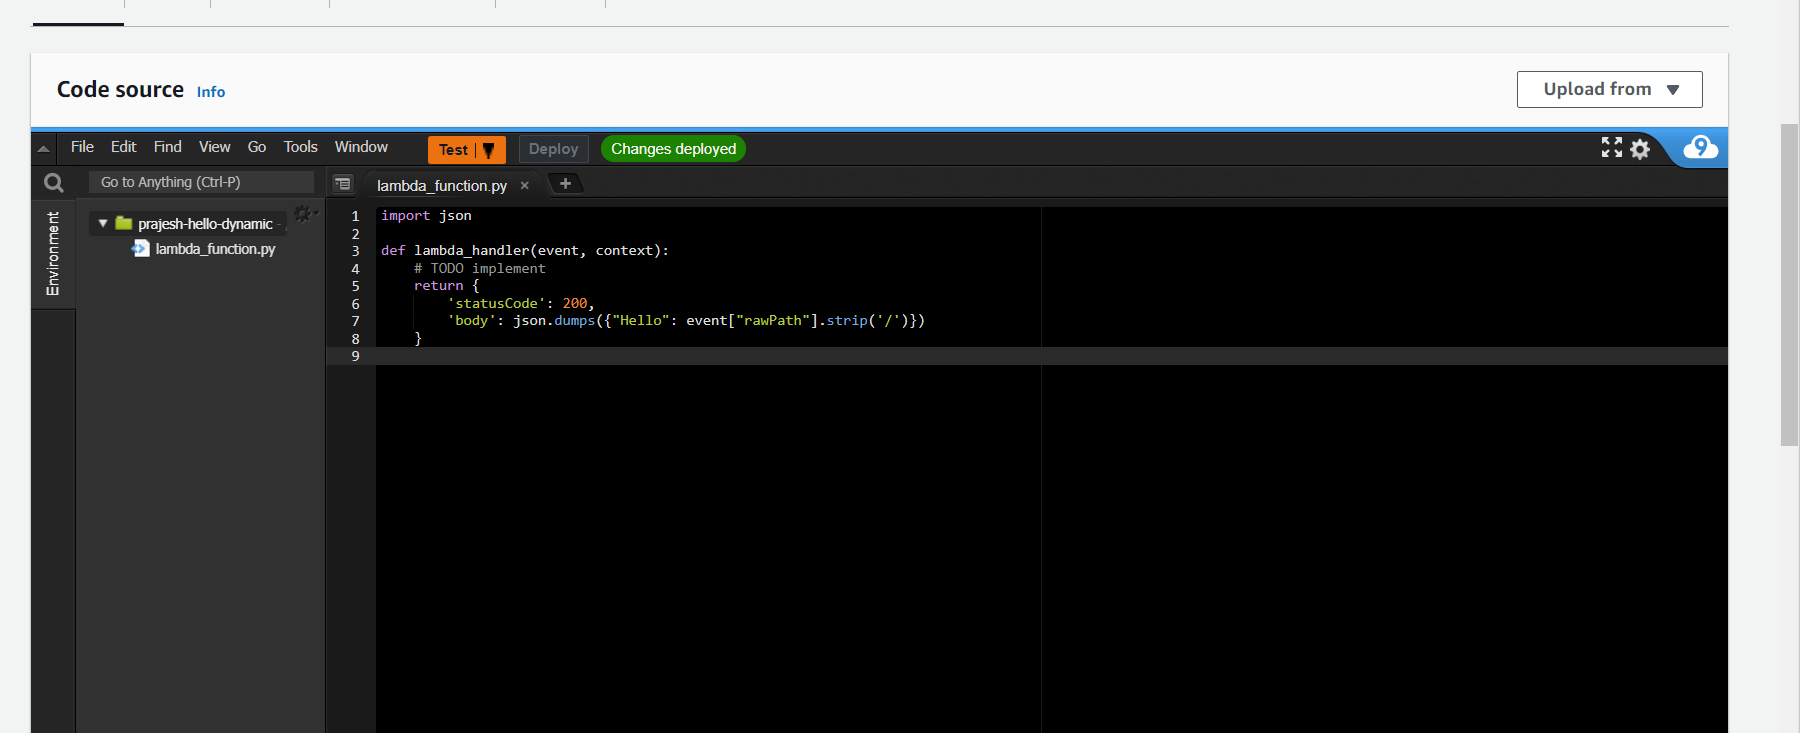 Code source Info
Upload from
File Edit Find View Go Tools Window Test Deploy Changes deployed
Go to Anything (Ctrl-P)
lambda_function.py
Environment
prajesh-hello-dynamic -
lambda_function.py
1 import json
2
3 def lambda_handler(event, context):
4 # TODO implement
5 return {
6 'statusCode': 200,
7 'body': json.dumps({"Hello": event["rawPath"].strip('/')})
8 }
9